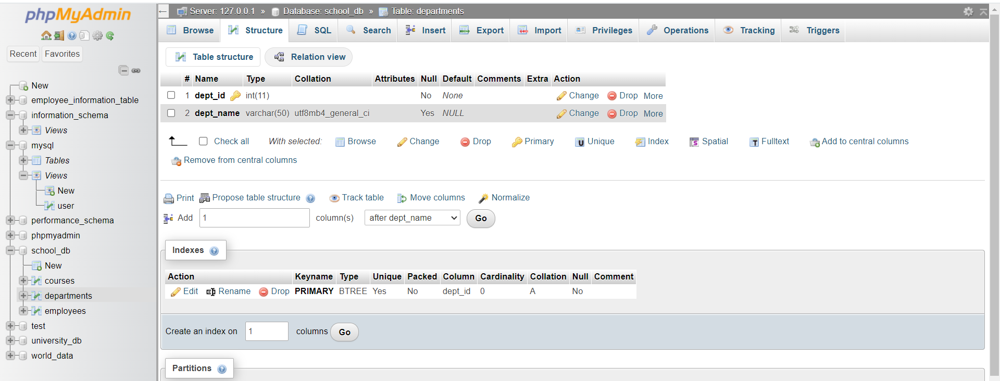 phpMyAdmin
Recent Favorites
New
employee_information_table
information_schema
Views
mysql
Tables
Views
New
user
performance_schema
phpmyadmin
school_db
New
courses
departments
employees
test
university_db
world_data
Server: 127.0.0.1 » Database: school_db » Table: departments
Browse Structure SQL Search Insert Export Import Privileges Operations Tracking Triggers
Table structure Relation view
# Name Type Collation Attributes Null Default Comments Extra Action
1 dept_id int(11) No None Change Drop More
2 dept_name varchar(50) utf8mb4_general_ci Yes NULL Change Drop More
Check all With selected: Browse Change Drop Primary Unique Index Spatial Fulltext Add to central columns
Remove from central columns
Print Propose table structure Track table Move columns Normalize
Add 1 column(s) after dept_name Go
Indexes
Action Keyname Type Unique Packed Column Cardinality Collation Null Comment
Edit Rename Drop PRIMARY BTREE Yes No dept_id 0 A No
Create an index on 1 columns Go
Partitions